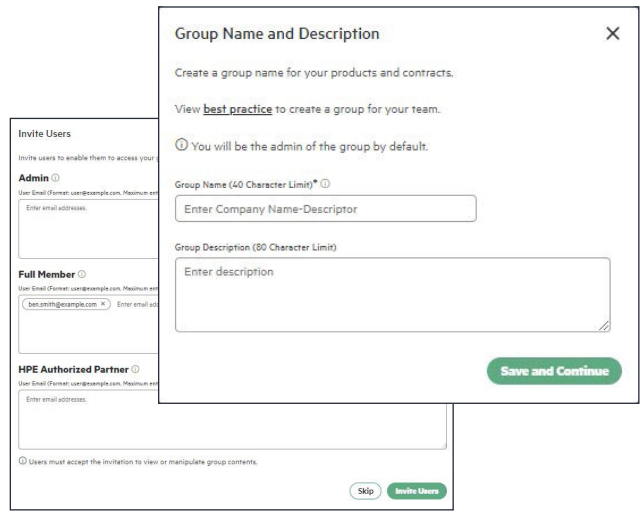 Group Name and Description
Create a group name for your products and contracts.
View best practice to create a group for your team.
You will be the admin of the group by default.
Group Name (40 Character Limit)*
Enter Company Name-Descriptor
Group Description (80 Character Limit)
Enter description
Save and Continue
Invite Users
Invite users to enable them to access your
Admin
User Email (Format: user@example.com, Maximum
Enter email addresses.
Full Member
User Email (Format: user@example.com, Maximum
ben.smith@example.com × Enter email
HPE Authorized Partner
User Email (Format: user@example.com, Maximum
Enter email addresses.
Users must accept the invitation to view or manipulate group contents.
Skip Invite Users